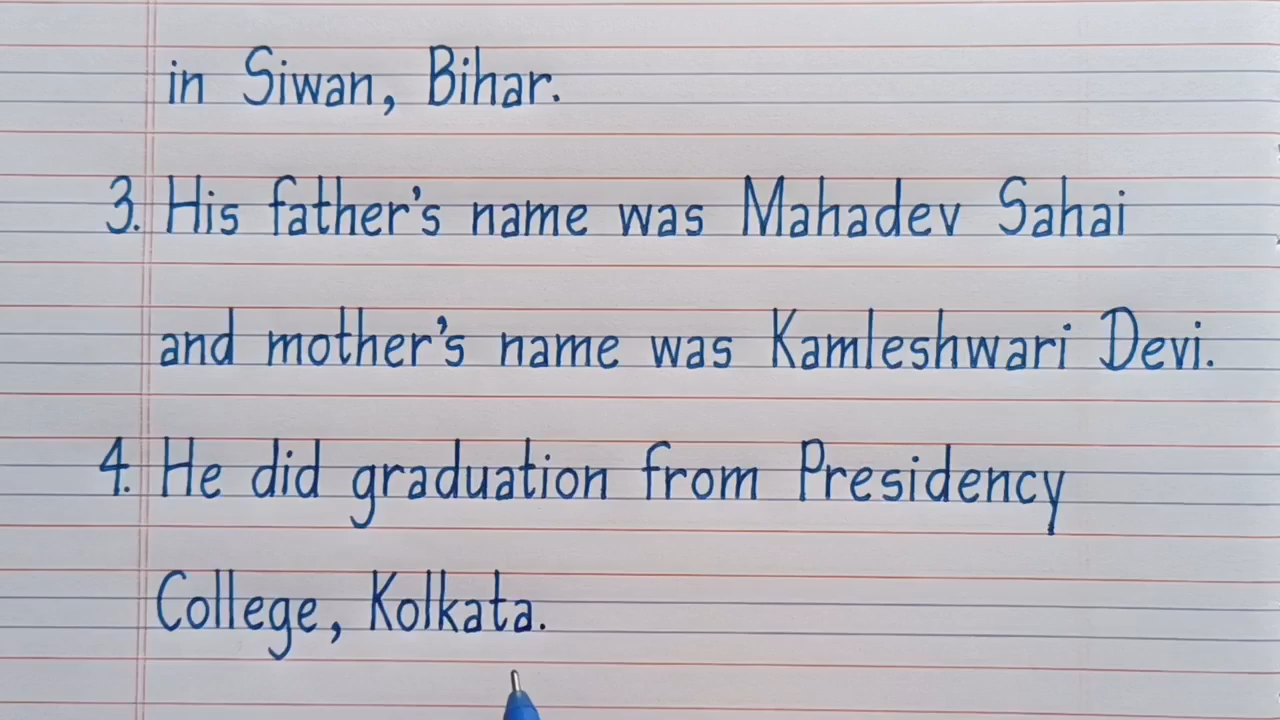 in Siwan, Bihar.
3. His father's name was Mahadev Sahai
and mother's name was Kamleshwari Devi.
4. He did graduation from Presidency
College, Kolkata.